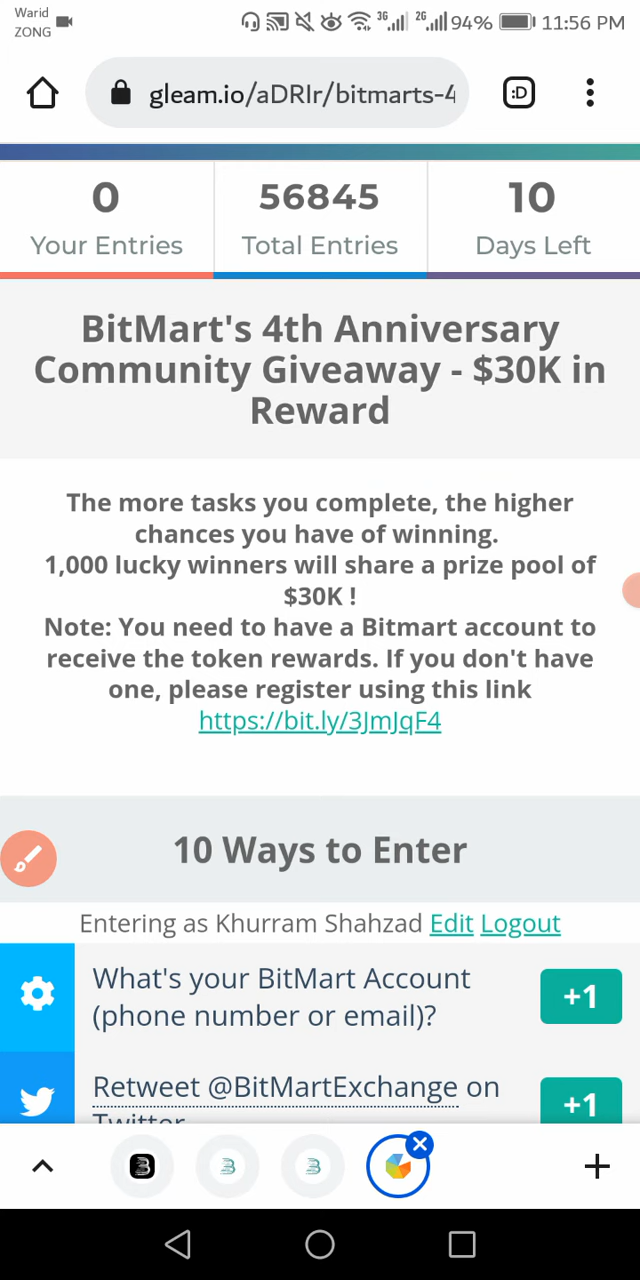 Warid
ZONG
3G
2G
94%
11:56 PM
gleam.io/aDRIr/bitmarts-4
:D
0
56845
10
Your Entries
Total Entries
Days Left
BitMart's 4th Anniversary
Community Giveaway - $30K in
Reward
The more tasks you complete, the higher
chances you have of winning.
1,000 lucky winners will share a prize pool of
$30K !
Note: You need to have a Bitmart account to
receive the token rewards. If you don't have
one, please register using this link
https://bit.ly/3JmJqF4
10 Ways to Enter
Entering as Khurram Shahzad Edit Logout
What's your BitMart Account
(phone number or email)?
+1
Retweet @BitMartExchange on
Twitter
+1